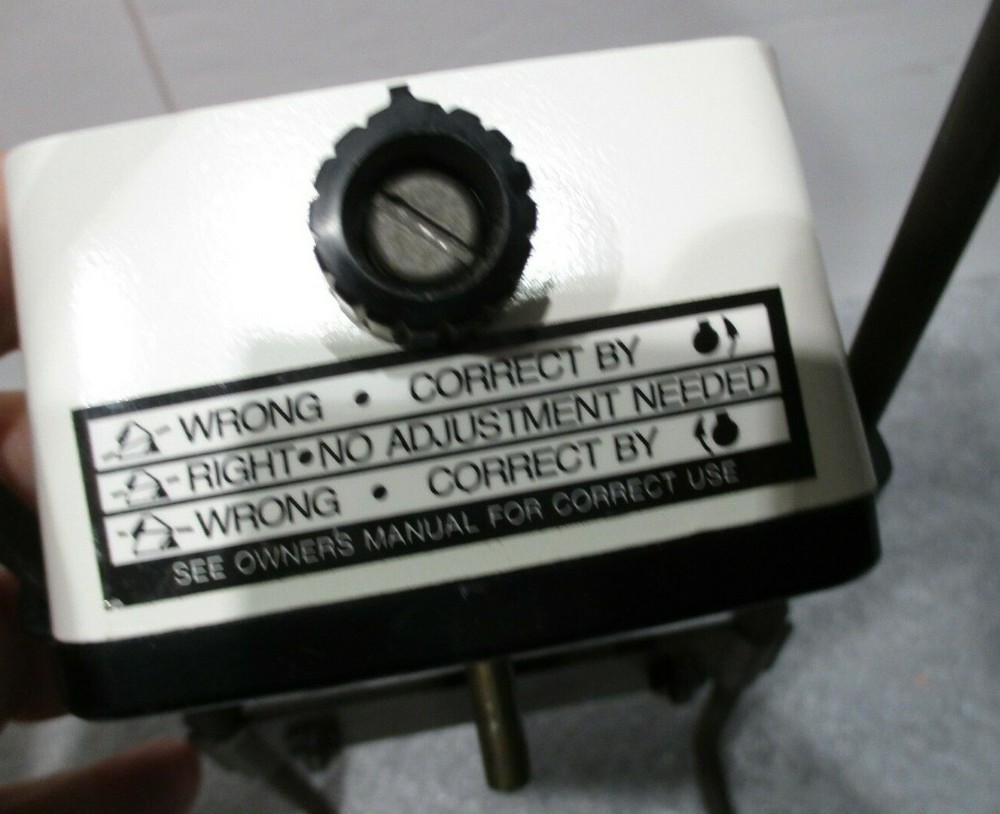 WRONG • CORRECT BY
RIGHT • NO ADJUSTMENT NEEDED
WRONG • CORRECT BY
SEE OWNER'S MANUAL FOR CORRECT USE